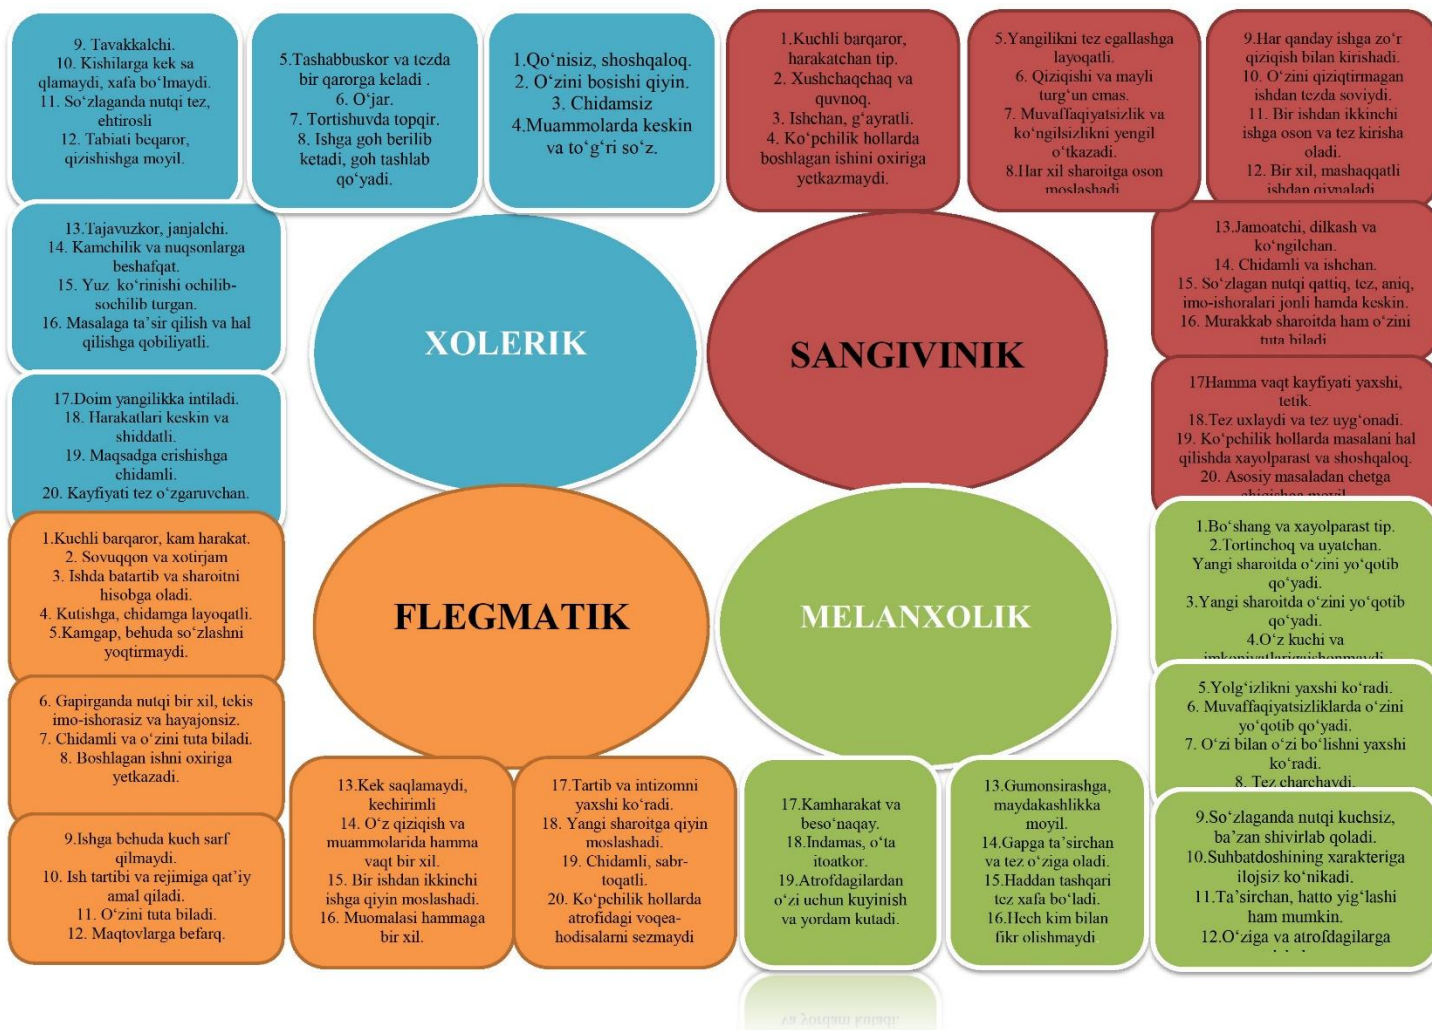 9. Tavakkalchi.
10. Kishilarga kek sa
qlamaydi, xafa bo‘lmaydi.
11. So‘zlaganda nutqi tez,
ehtirosli
12. Tabiati beqaror,
qizishishga moyil.
5.Tashabbuskor va tezda
bir qarorga keladi .
6. O‘jar.
7. Tortishuvda topqir.
8. Ishga goh berilib
ketadi, goh tashlab
qo‘yadi.
1.Qo‘nisiz, shoshqaloq.
2. O‘zini bosishi qiyin.
3. Chidamsiz
4.Muammolarda keskin
va to‘g‘ri so‘z.
1.Kuchli barqaror,
harakatchan tip.
2. Xushchaqchaq va
quvnoq.
3. Ishchan, g‘ayratli.
4. Ko‘pchilik hollarda
boshlagan ishini oxiriga
yetkazmaydi.
5.Yangilikni tez egallashga
layoqatli.
6. Qiziqishi va mayli
turg‘un emas.
7. Muvaffaqiyatsizlik va
ko‘ngilsizlikni yengil
o‘tkazadi.
8.Har xil sharoitga oson
moslashadi
9.Har qanday ishga zo‘r
qiziqish bilan kirishadi.
10. O‘zini qiziqtirmagan
ishdan tezda soviydi.
11. Bir ishdan ikkinchi
ishga oson va tez kirisha
oladi.
12. Bir xil, mashaqqatli
ishdan qiynaladi
13.Tajavuzkor, janjalchi.
14. Kamchilik va nuqsonlarga
beshafqat.
15. Yuz ko‘rinishi ochilib-
sochilib turgan.
16. Masalaga ta’sir qilish va hal
qilishga qobiliyatli.
XOLERIK
SANGIVINIK
13.Jamoatchi, dilkash va
ko‘ngilchan.
14. Chidamli va ishchan.
15. So‘zlagan nutqi qattiq, tez, aniq,
imo-ishoralari jonli hamda keskin.
16. Murakkab sharoitda ham o‘zini
tuta biladi
17.Doim yangilikka intiladi.
18. Harakatlari keskin va
shiddatli.
19. Maqsadga erishishga
chidamli.
20. Kayfiyati tez o‘zgaruvchan.
17Hamma vaqt kayfiyati yaxshi,
tetik.
18.Tez uxlaydi va tez uyg‘onadi.
19. Ko‘pchilik hollarda masalani hal
qilishda xayolparast va shoshqaloq.
20. Asosiy masaladan chetga
chiqishga moyil
1.Kuchli barqaror, kam harakat.
2. Sovuqqon va xotirjam
3. Ishda batartib va sharoitni
hisobga oladi.
4. Kutishga, chidamga layoqatli.
5.Kamgap, behuda so‘zlashni
yoqtirmaydi.
FLEGMATIK
MELANXOLIK
1.Bo‘shang va xayolparast tip.
2.Tortinchoq va uyatchan.
Yangi sharoitda o‘zini yo‘qotib
qo‘yadi.
3.Yangi sharoitda o‘zini yo‘qotib
qo‘yadi.
4.O‘z kuchi va
imkoniyatlarigaishonmaydi
6. Gapirganda nutqi bir xil, tekis
imo-ishorasiz va hayajonsiz.
7. Chidamli va o‘zini tuta biladi.
8. Boshlagan ishni oxiriga
yetkazadi.
5.Yolg‘izlikni yaxshi ko‘radi.
6. Muvaffaqiyatsizliklarda o‘zini
yo‘qotib qo‘yadi.
7. O‘zi bilan o‘zi bo‘lishni yaxshi
ko‘radi.
8. Tez charchaydi.
9.Ishga behuda kuch sarf
qilmaydi.
10. Ish tartibi va rejimiga qat’iy
amal qiladi.
11. O‘zini tuta biladi.
12. Maqtovlarga befarq.
13.Kek saqlamaydi,
kechirimli
14. O‘z qiziqish va
muammolarida hamma
vaqt bir xil.
15. Bir ishdan ikkinchi
ishga qiyin moslashadi.
16. Muomalasi hammaga
bir xil.
17.Tartib va intizomni
yaxshi ko‘radi.
18. Yangi sharoitga qiyin
moslashadi.
19. Chidamli, sabr-
toqatli.
20. Ko‘pchilik hollarda
atrofidagi voqea-
hodisalarni sezmaydi
17.Kamharakat va
beso‘naqay.
18.Indamas, o‘ta
itoatkor.
19.Atrofdagilardan
o‘zi uchun kuyinish
va yordam kutadi.
13.Gumonsirashga,
maydakashlikka
moyil.
14.Gapga ta’sirchan
va tez o‘ziga oladi.
15.Haddan tashqari
tez xafa bo‘ladi.
16.Hech kim bilan
fikr olishmaydi.
9.So‘zlaganda nutqi kuchsiz,
ba’zan shivirlab qoladi.
10.Suhbatdoshining xarakteriga
ilojsiz ko‘nikadi.
11.Ta’sirchan, hatto yig‘lashi
ham mumkin.
12.O‘ziga va atrofdagilarga